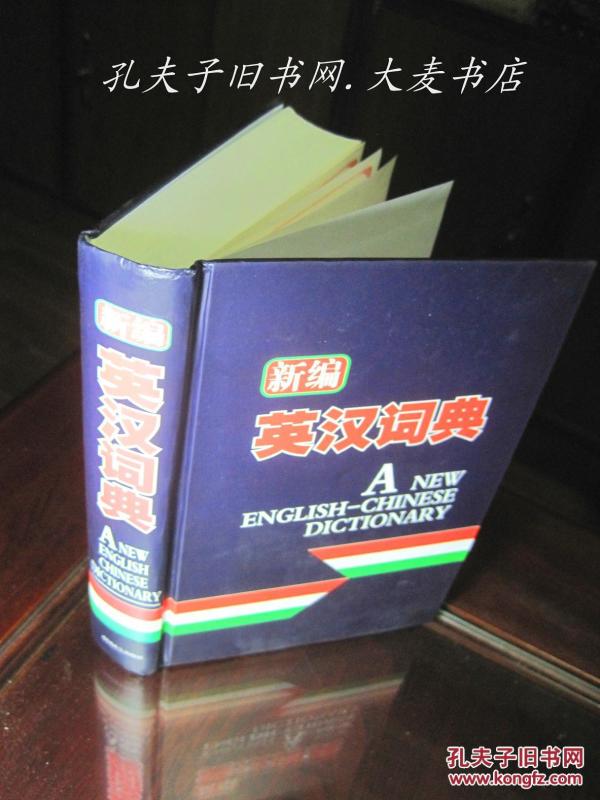 孔夫子旧书网.大麦书店
新编
英汉词典
A NEW
ENGLISH
CHINESE
DICTIONARY
新编
英汉词典
A NEW
ENGLISH-CHINESE
DICTIONARY
孔夫子旧书网
www.kongfz.com